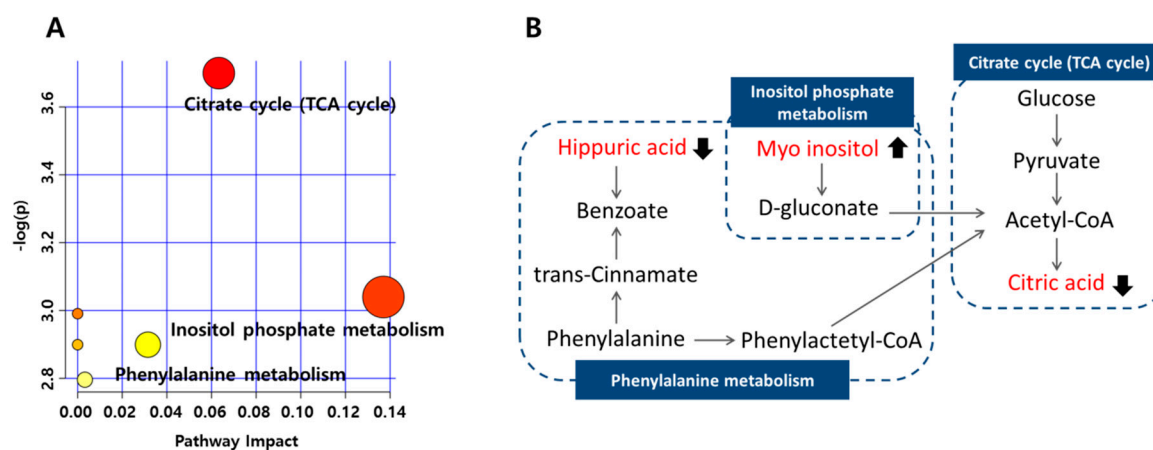 A
-log(p)
3.6
3.4
3.2
3.0
2.8
Citrate cycle (TCA cycle)
Inositol phosphate metabolism
Phenylalanine metabolism
0.00 0.02 0.04 0.06 0.08 0.10 0.12 0.14
Pathway Impact
B
Citrate cycle (TCA cycle)
Inositol phosphate
metabolism
Glucose
Hippuric acid
Myo inositol
Pyruvate
Benzoate
D-gluconate
Acetyl-CoA
trans-Cinnamate
Citric acid
Phenylalanine
Phenylactetyl-CoA
Phenylalanine metabolism